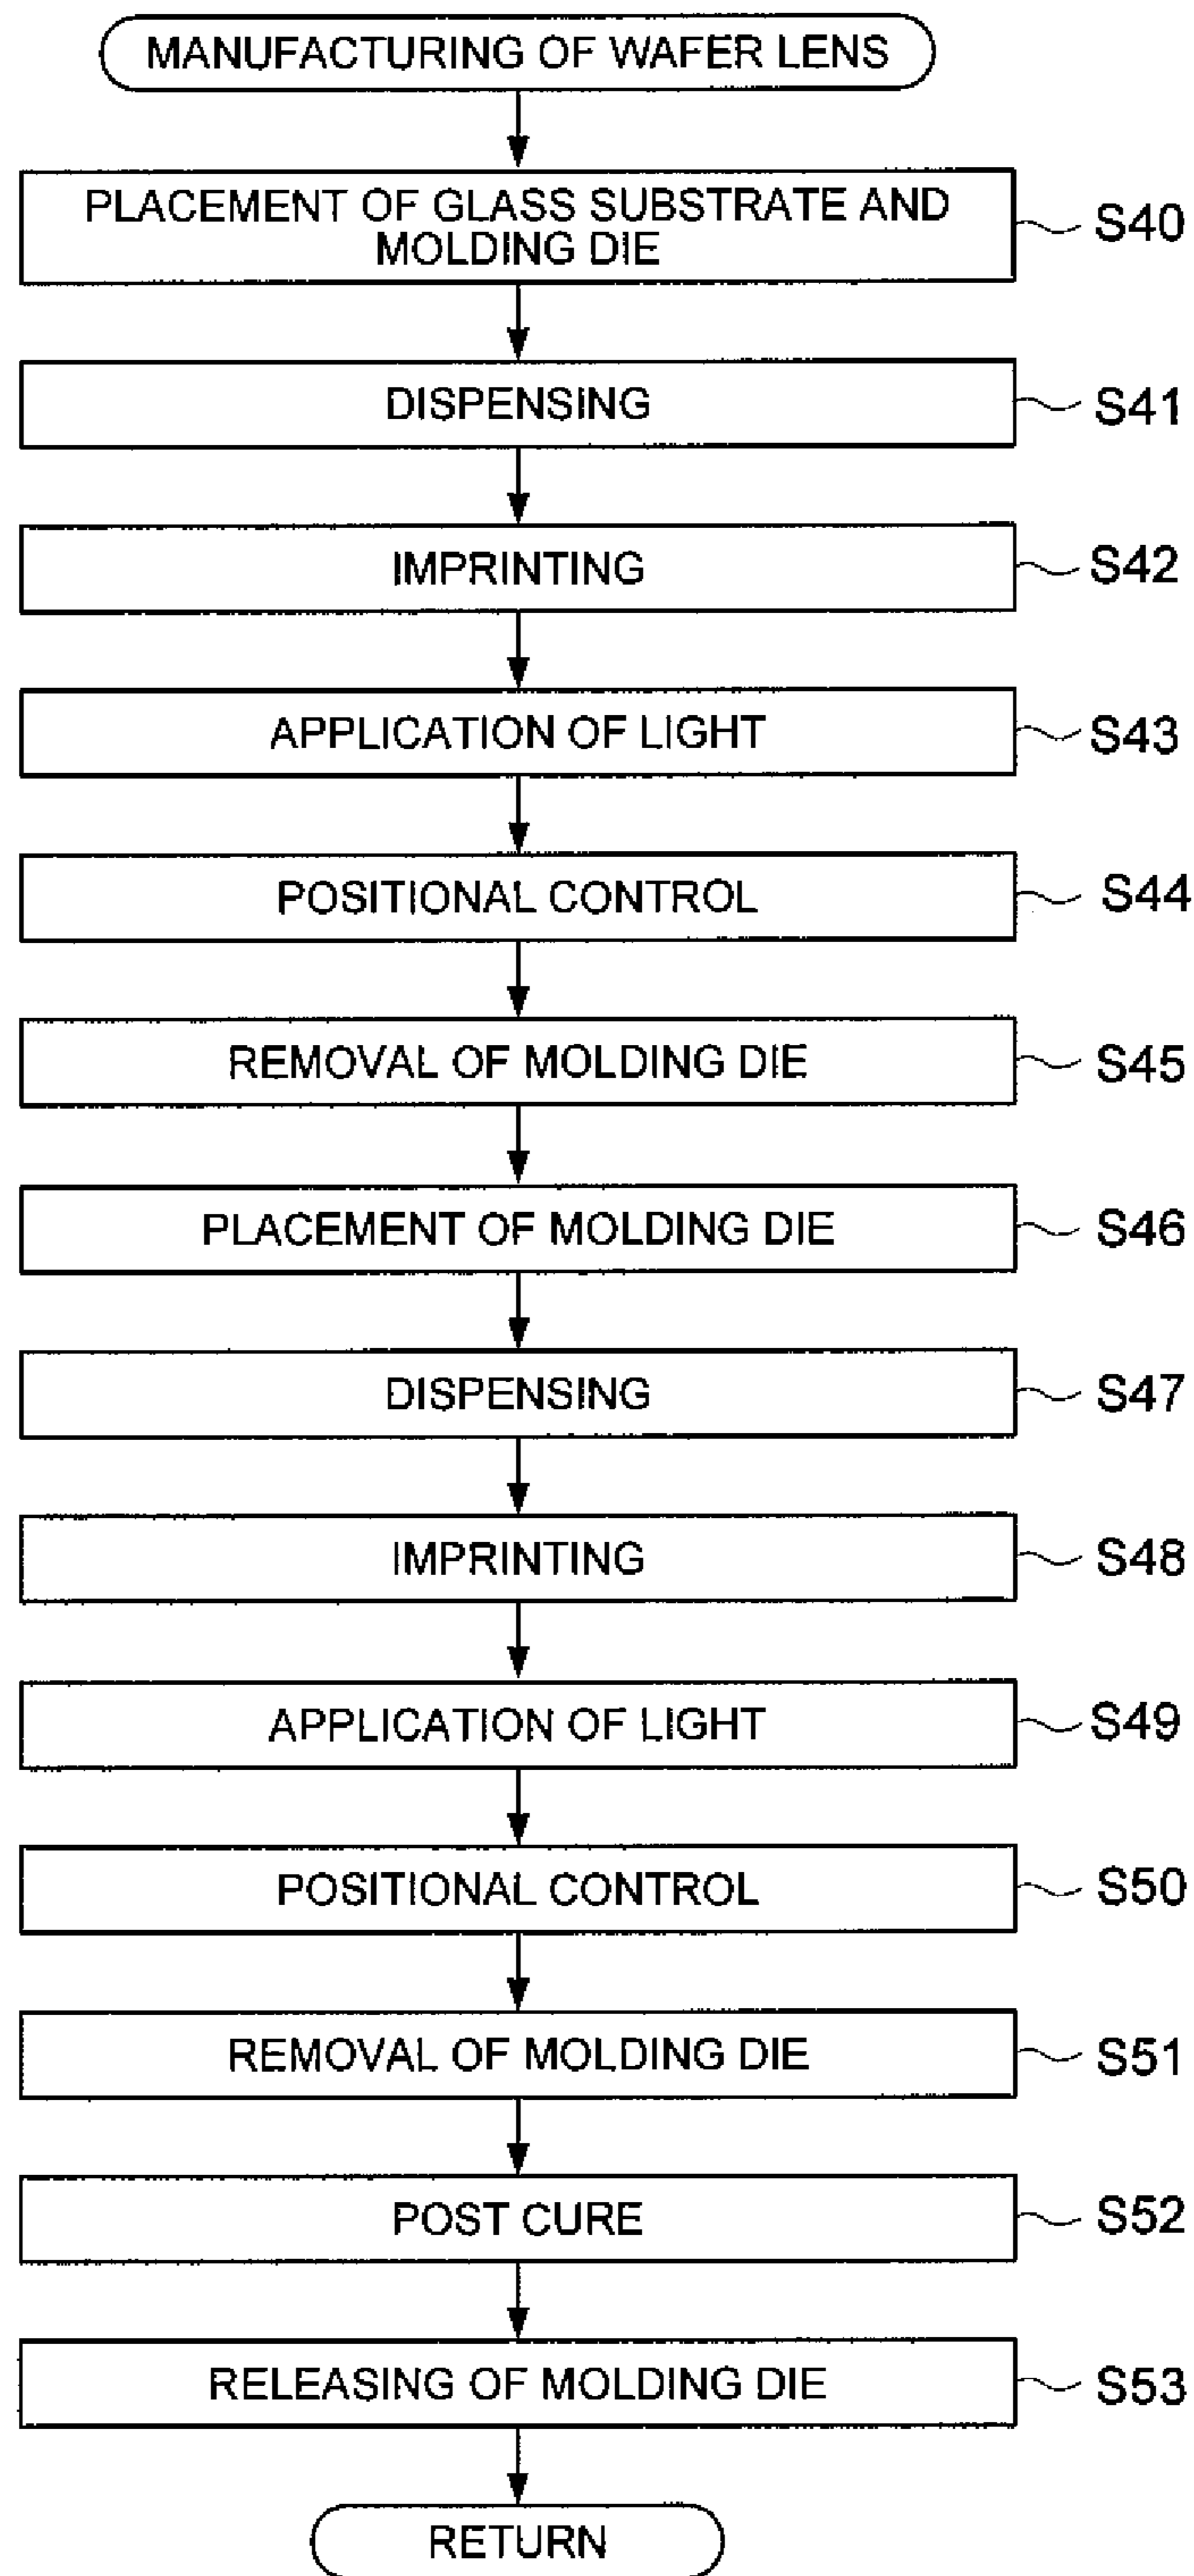 MANUFACTURING OF WAFER LENS
PLACEMENT OF GLASS SUBSTRATE AND
MOLDING DIE
S40
DISPENSING
S41
IMPRINTING
S42
APPLICATION OF LIGHT
S43
POSITIONAL CONTROL
S44
REMOVAL OF MOLDING DIE
S45
PLACEMENT OF MOLDING DIE
S46
DISPENSING
S47
IMPRINTING
S48
APPLICATION OF LIGHT
S49
POSITIONAL CONTROL
S50
REMOVAL OF MOLDING DIE
S51
POST CURE
S52
RELEASING OF MOLDING DIE
S53
RETURN